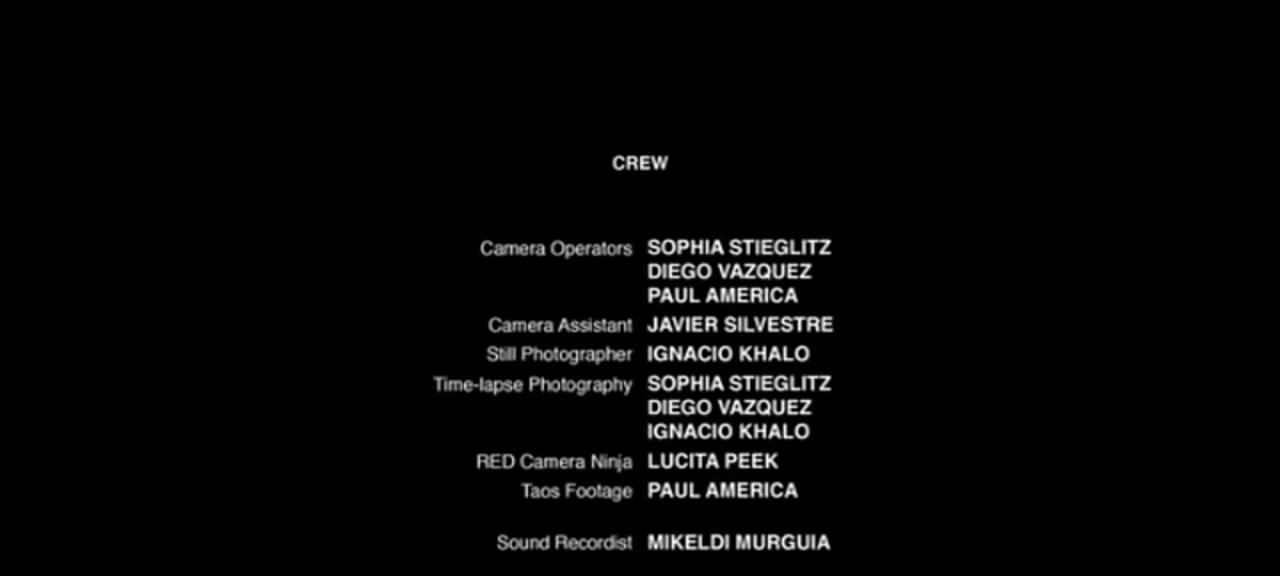 CREW
Camera Operators SOPHIA STIEGLITZ
DIEGO VAZQUEZ
PAUL AMERICA
Camera Assistant JAVIER SILVESTRE
Still Photographer IGNACIO KHALO
Time-lapse Photography SOPHIA STIEGLITZ
DIEGO VAZQUEZ
IGNACIO KHALO
RED Camera Ninja LUCITA PEEK
Taos Footage PAUL AMERICA
Sound Recordist MIKELDI MURGUIA